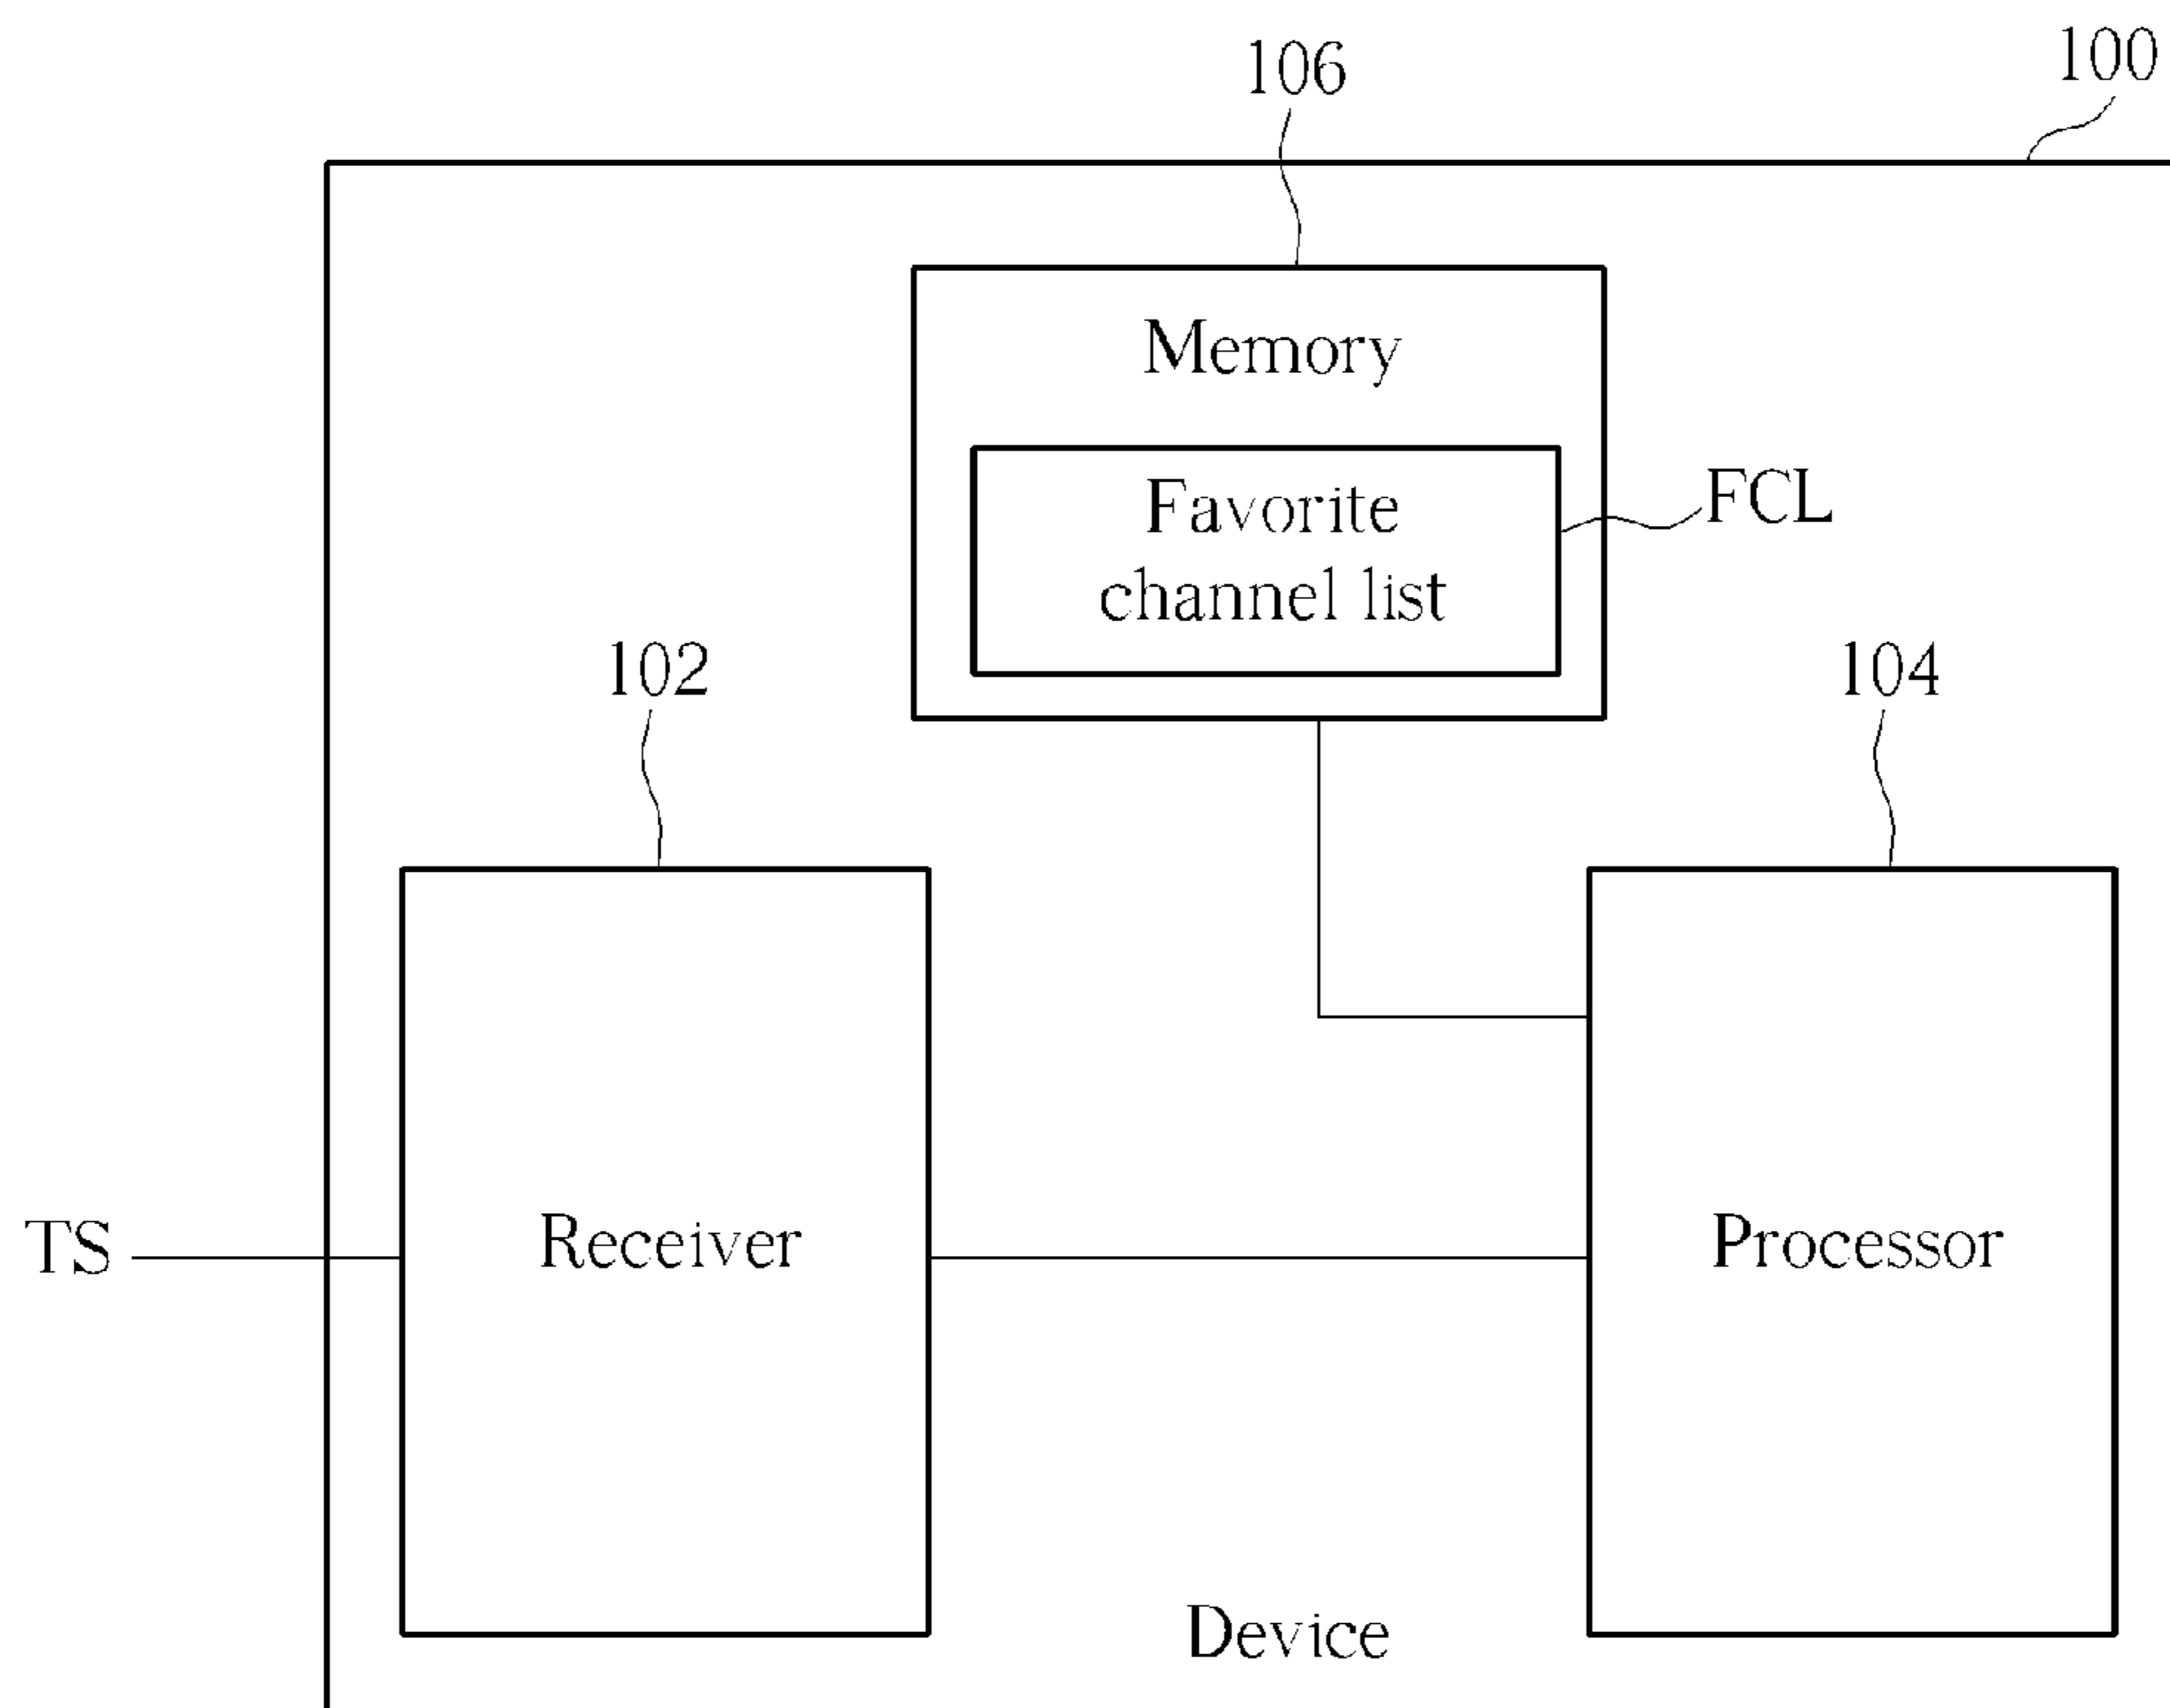 106
100
Memory
Favorite
channel list
FCL
102
104
TS
Receiver
Processor
Device